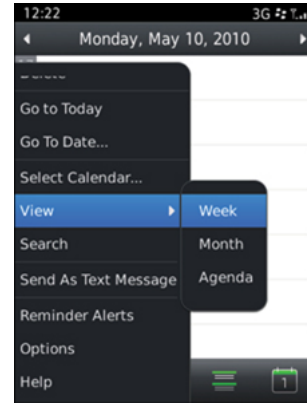 12:22 3G
Monday, May 10, 2010
Go to Today
Go To Date...
Select Calendar...
View
Week
Search
Month
Send As Text Message
Agenda
Reminder Alerts
Options
Help
1